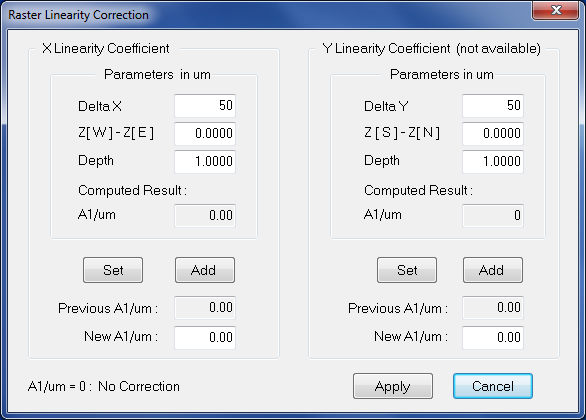 Raster Linearity Correction
X Linearity Coefficient
Parameters in um
Delta X 50
Z[W]-Z[E] 0.0000
Depth 1.0000
Computed Result :
A1/um 0.00
Set Add
Previous A1/um : 0.00
New A1/um : 0.00
Y Linearity Coefficient (not available)
Parameters in um
Delta Y 50
Z[S]-Z[N] 0.0000
Depth 1.0000
Computed Result :
A1/um 0
Set Add
Previous A1/um : 0.00
New A1/um : 0.00
A1/um = 0 : No Correction
Apply Cancel